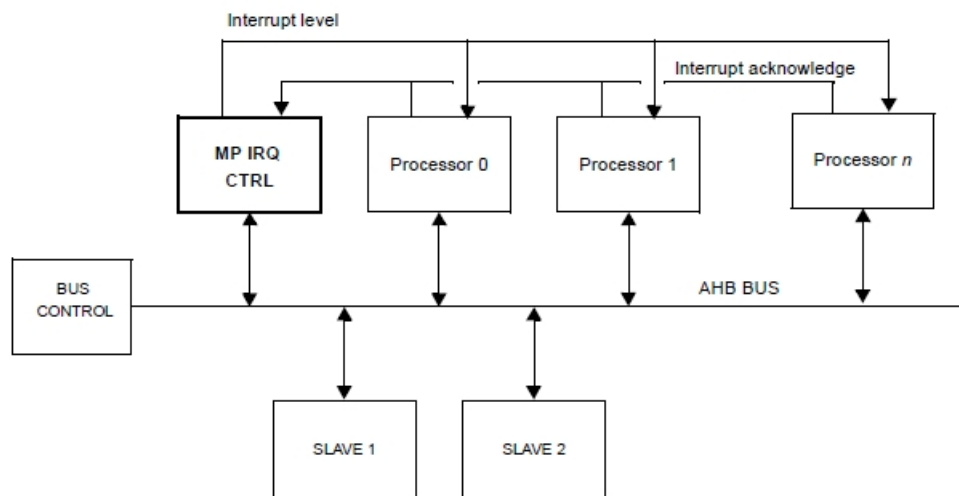 Interrupt level
Interrupt acknowledge
MP IRQ
CTRL
Processor 0
Processor 1
Processor n
BUS
CONTROL
AHB BUS
SLAVE 1
SLAVE 2